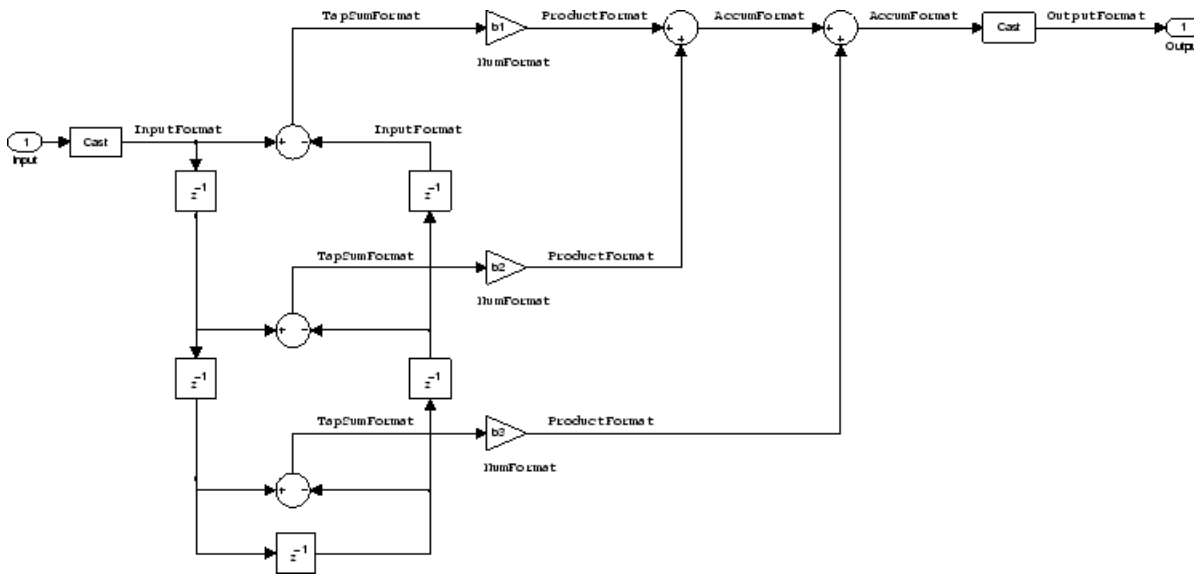 TapSumFormat
b1
ProductFormat
AccumFormat
AccumFormat
Cast
OutputFormat
1
Output
+
+
+
+
NumFormat
1
Input
Cast
InputFormat
+
−
InputFormat
z−1
z−1
TapSumFormat
b2
ProductFormat
NumFormat
+
−
z−1
z−1
TapSumFormat
b3
ProductFormat
NumFormat
+
−
z−1